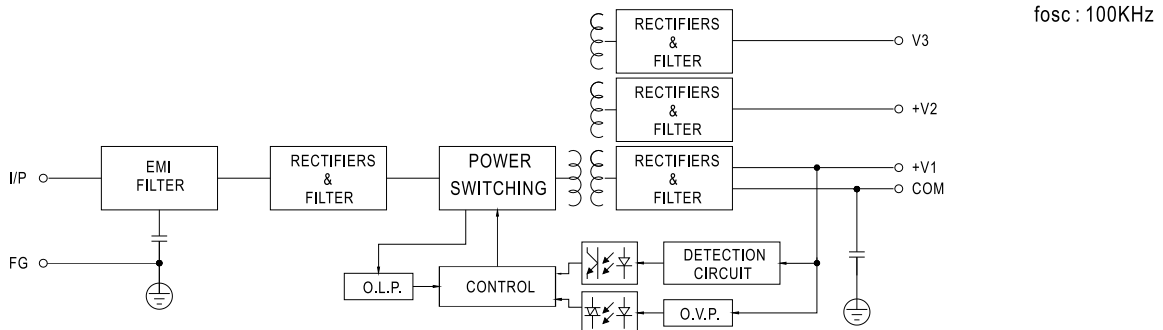 fosc : 100KHz
RECTIFIERS
&
FILTER
V3
RECTIFIERS
&
FILTER
+V2
I/P
EMI
FILTER
RECTIFIERS
&
FILTER
POWER
SWITCHING
RECTIFIERS
&
FILTER
+V1
COM
FG
O.L.P.
CONTROL
DETECTION
CIRCUIT
O.V.P.